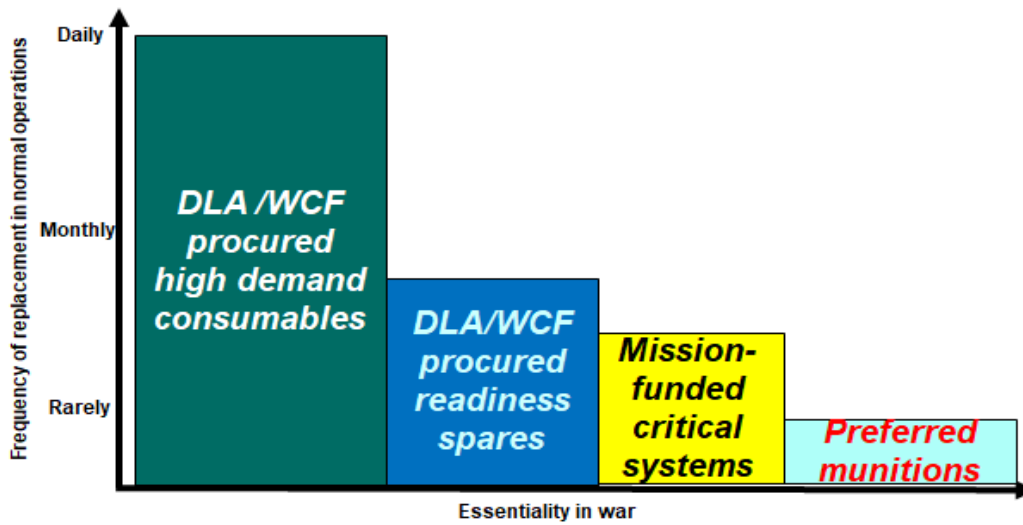 Frequency of replacement in normal operations
Daily
Monthly
Rarely
DLA /WCF
procured
high demand
consumables
DLA/WCF
procured
readiness
spares
Mission-
funded
critical
systems
Preferred
munitions
Essentiality in war